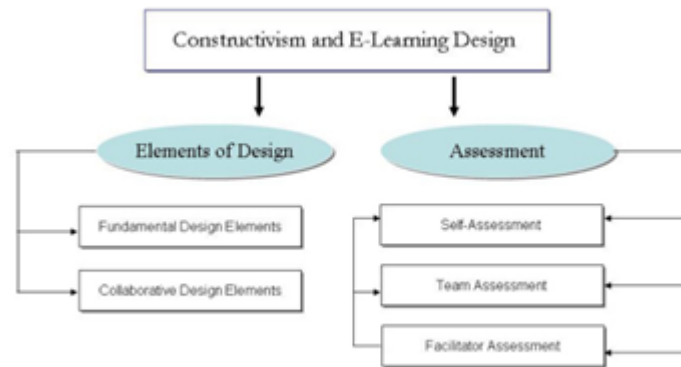 Constructivism and E-Learning Design
Elements of Design
Assessment
Fundamental Design Elements
Collaborative Design Elements
Self-Assessment
Team Assessment
Facilitator Assessment